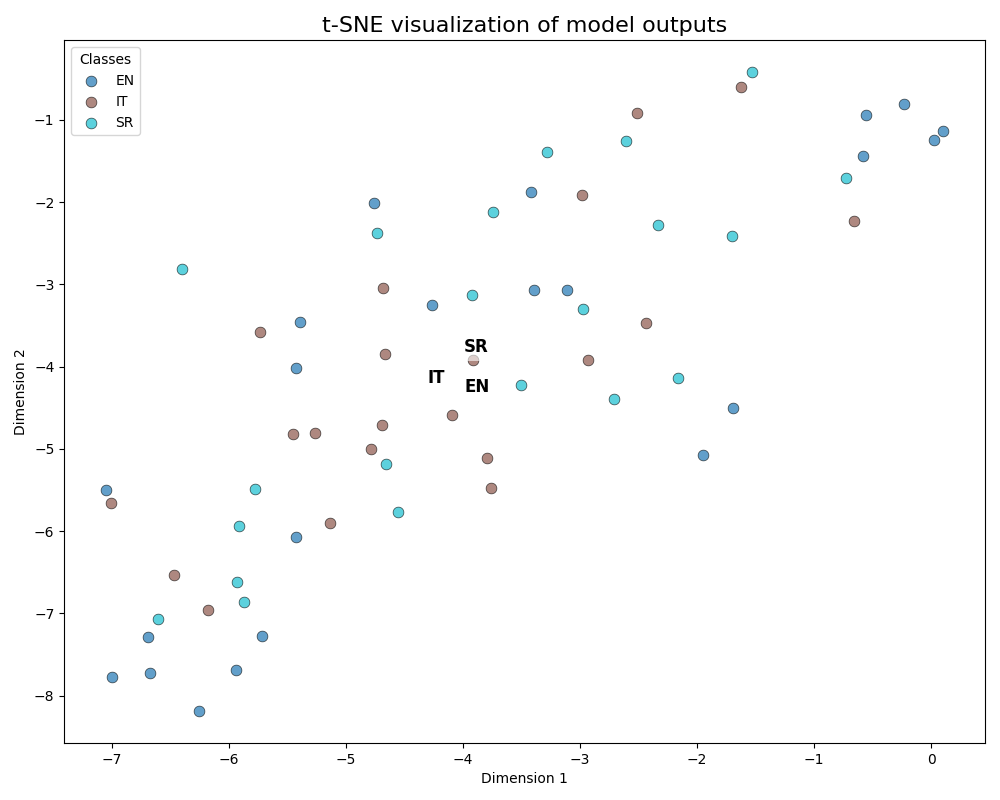 t-SNE visualization of model outputs
Classes
EN
IT
SR
−1
−2
−3
−4
−5
−6
−7
−8
Dimension 2
SR
IT
EN
−7 −6 −5 −4 −3 −2 −1 0
Dimension 1